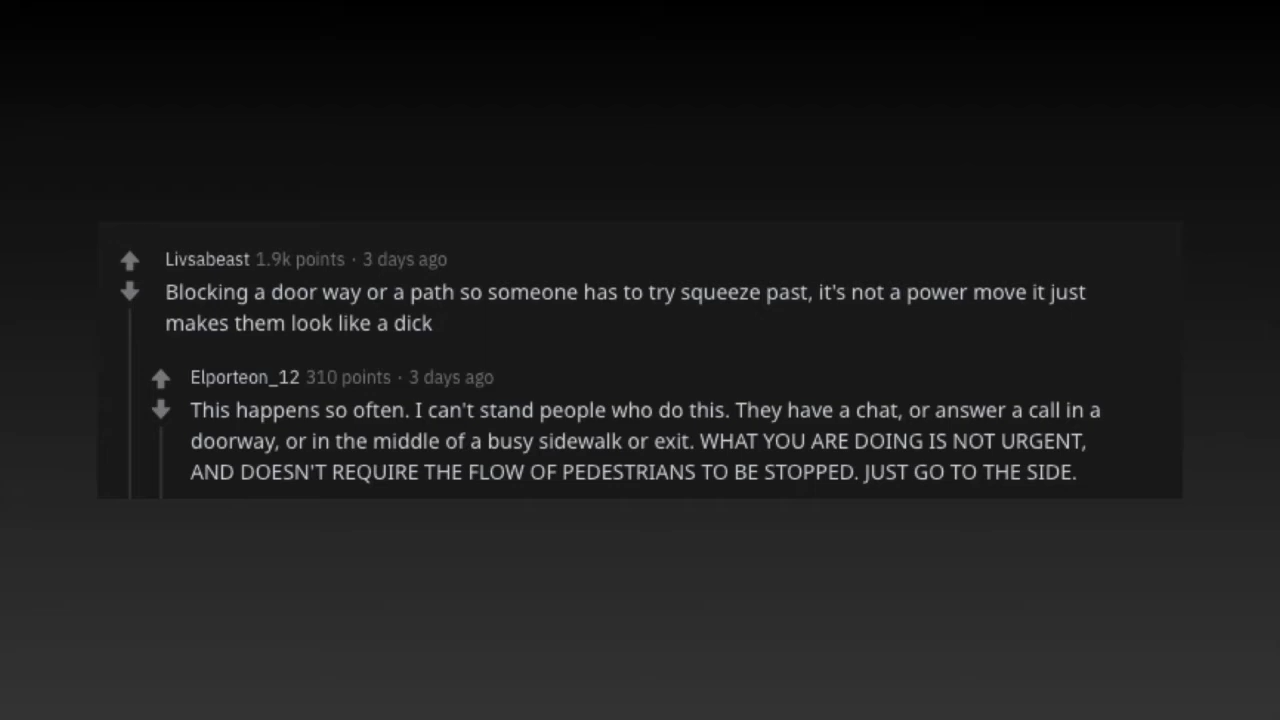 Livsabeast 1.9k points · 3 days ago
Blocking a door way or a path so someone has to try squeeze past, it's not a power move it just
makes them look like a dick
Elporteon_12 310 points · 3 days ago
This happens so often. I can't stand people who do this. They have a chat, or answer a call in a
doorway, or in the middle of a busy sidewalk or exit. WHAT YOU ARE DOING IS NOT URGENT,
AND DOESN'T REQUIRE THE FLOW OF PEDESTRIANS TO BE STOPPED. JUST GO TO THE SIDE.